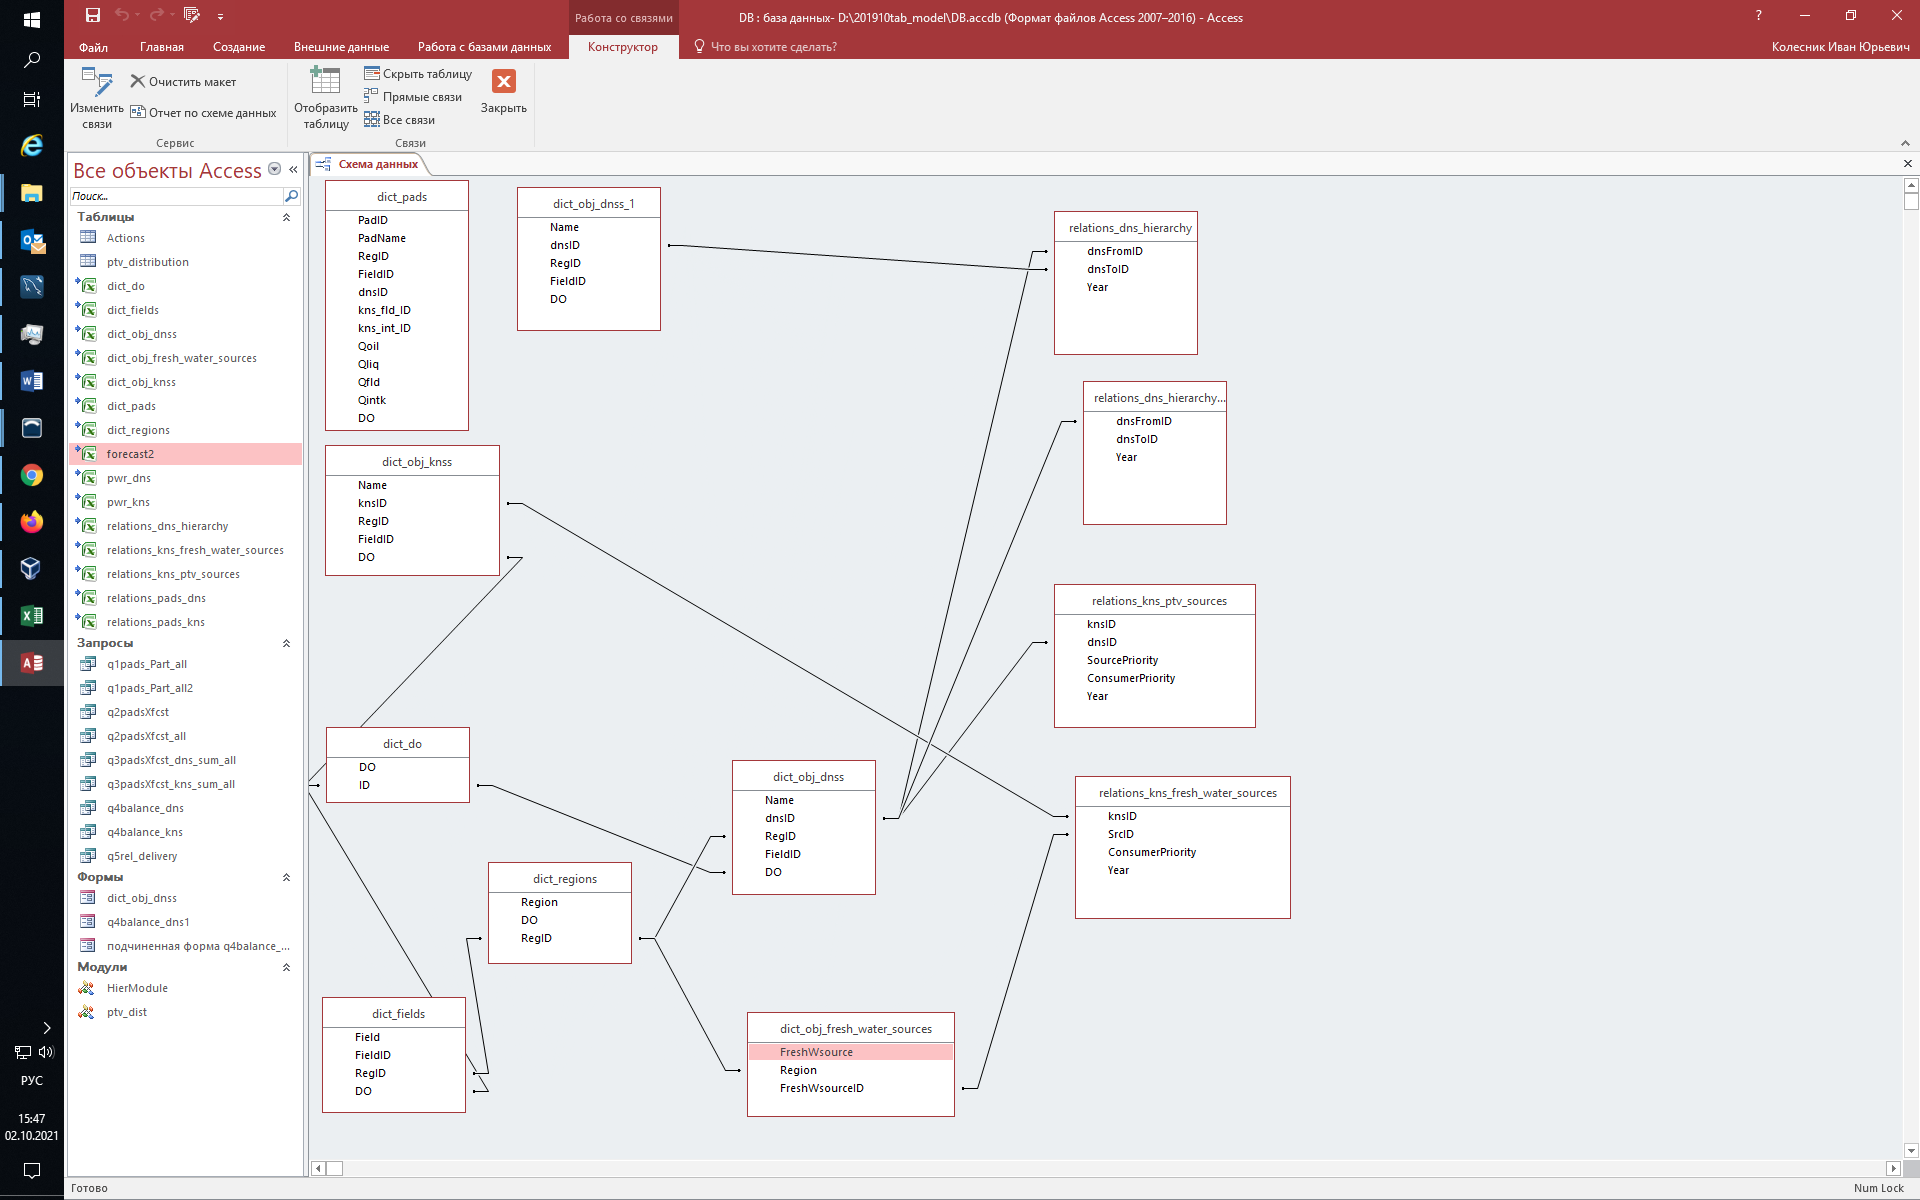 Работа со связями
DB : база данных- D:\201910tab_model\DB.accdb (Формат файлов Access 2007–2016) - Access
?
Файл
Главная
Создание
Внешние данные
Работа с базами данных
Конструктор
Что вы хотите сделать?
Колесник Иван Юрьевич
Изменить связи
Очистить макет
Отчет по схеме данных
Сервис
Отобразить таблицу
Скрыть таблицу
Прямые связи
Все связи
Связи
Закрыть
Все объекты Access
Поиск...
Таблицы
Actions
ptv_distribution
dict_do
dict_fields
dict_obj_dnss
dict_obj_fresh_water_sources
dict_obj_knss
dict_pads
dict_regions
forecast2
pwr_dns
pwr_kns
relations_dns_hierarchy
relations_kns_fresh_water_sources
relations_kns_ptv_sources
relations_pads_dns
relations_pads_kns
Запросы
q1pads_Part_all
q1pads_Part_all2
q2padsXfcst
q2padsXfcst_all
q3padsXfcst_dns_sum_all
q3padsXfcst_kns_sum_all
q4balance_dns
q4balance_kns
q5rel_delivery
Формы
dict_obj_dnss
q4balance_dns1
подчиненная форма q4balance_...
Модули
HierModule
ptv_dist
Схема данных
dict_pads
PadID
PadName
RegID
FieldID
dnsID
kns_fld_ID
kns_int_ID
Qoil
Qliq
Qfld
Qintk
DO
dict_obj_dnss_1
Name
dnsID
RegID
FieldID
DO
relations_dns_hierarchy
dnsFromID
dnsToID
Year
relations_dns_hierarchy...
dnsFromID
dnsToID
Year
dict_obj_knss
Name
knsID
RegID
FieldID
DO
relations_kns_ptv_sources
knsID
dnsID
SourcePriority
ConsumerPriority
Year
dict_do
DO
ID
dict_obj_dnss
Name
dnsID
RegID
FieldID
DO
relations_kns_fresh_water_sources
knsID
SrcID
ConsumerPriority
Year
dict_regions
Region
DO
RegID
dict_fields
Field
FieldID
RegID
DO
dict_obj_fresh_water_sources
FreshWsource
Region
FreshWsourceID
РУС
15:47
02.10.2021
Готово
Num Lock